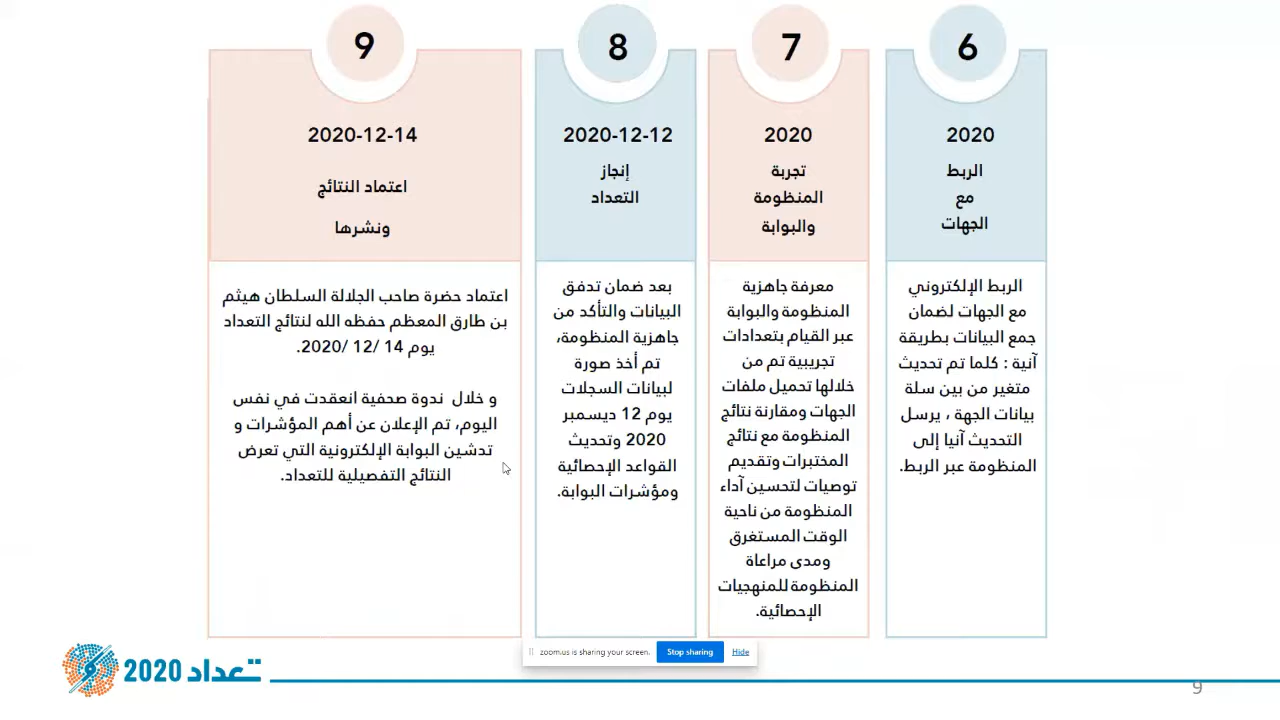 6
2020
الربط
مع
الجهات
الربط الإلكتروني
مع الجهات لضمان
جمع البيانات بطريقة
آنية : كلما تم تحديث
متغير من بين سلة
بيانات الجهة ، يرسل
التحديث آنيا إلى
المنظومة عبر الربط.
7
2020
تجربة
المنظومة
والبوابة
معرفة جاهزية
المنظومة والبوابة
عبر القيام بتعدادات
تجريبية تم من
خلالها تحميل ملفات
الجهات ومقارنة نتائج
المنظومة مع نتائج
المختبرات وتقديم
توصيات لتحسين آداء
المنظومة من ناحية
الوقت المستغرق
ومدى مراعاة
المنظومة للمنهجيات
الإحصائية.
8
2020-12-12
إنجاز
التعداد
بعد ضمان تدفق
البيانات والتأكد من
جاهزية المنظومة،
تم أخذ صورة
لبيانات السجلات
يوم 12 ديسمبر
2020 وتحديث
القواعد الإحصائية
ومؤشرات البوابة.
9
2020-12-14
اعتماد النتائج
ونشرها
اعتماد حضرة صاحب الجلالة السلطان هيثم
بن طارق المعظم حفظه الله لنتائج التعداد
يوم 14 /12 /2020.
و خلال ندوة صحفية انعقدت في نفس
اليوم، تم الإعلان عن أهم المؤشرات و
تدشين البوابة الإلكترونية التي تعرض
النتائج التفصيلية للتعداد.
zoom.us is sharing your screen.
Stop sharing
Hide
تعداد 2020
9